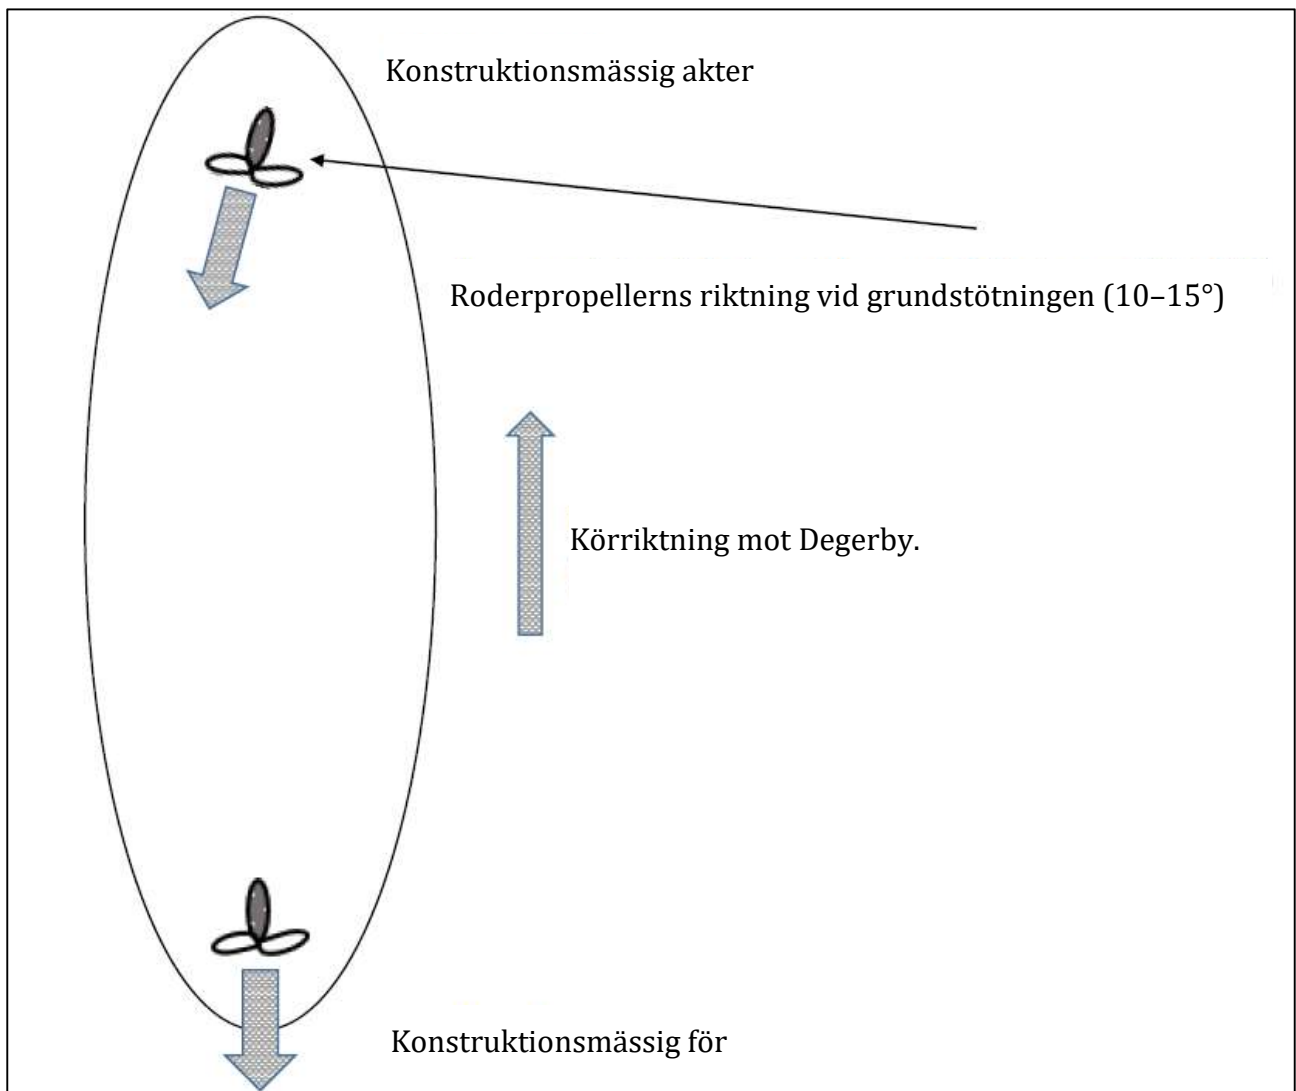 Konstruktionsmässig akter
Roderpropellerns riktning vid grundstötningen (10–15°)
Körriktning mot Degerby.
Konstruktionsmässig för